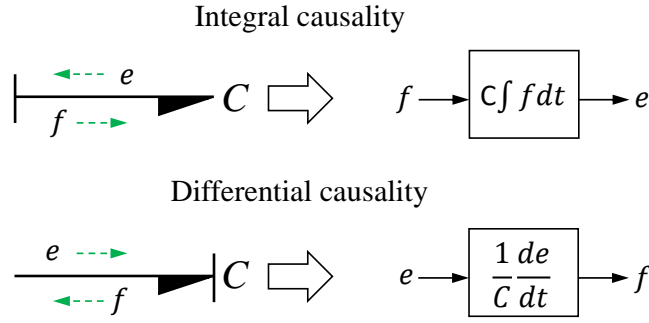 Integral causality
e
f
C
f
C∫ f dt
e
Differential causality
e
f
C
e
1/C de/dt
f